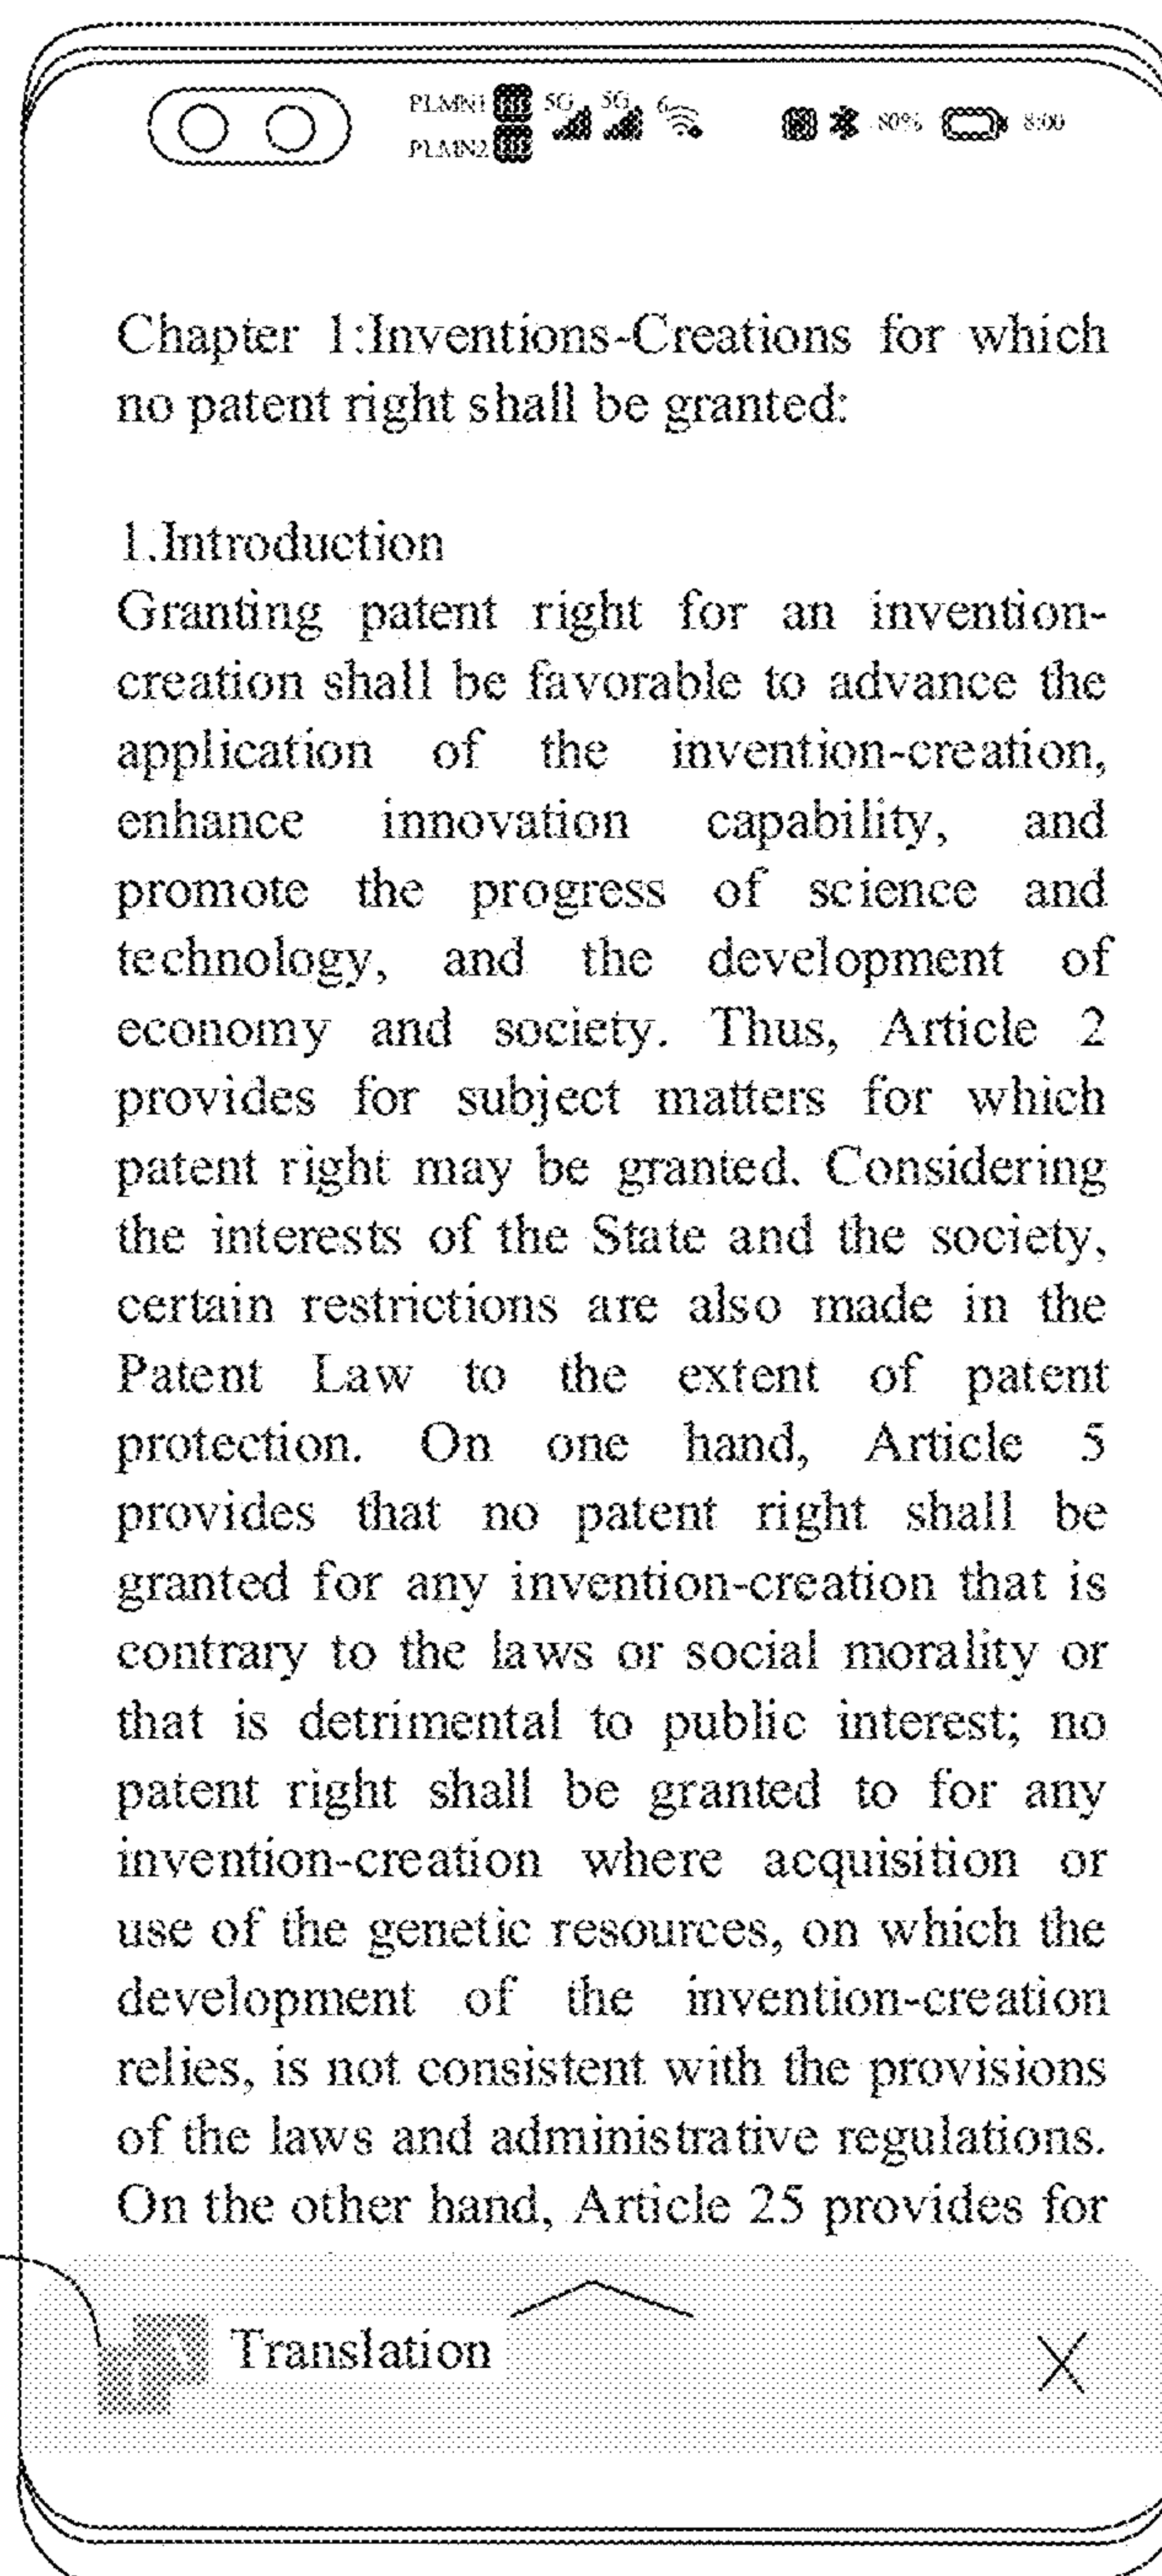 PLMN1 5G 5G 6 80% 8:00
PLMN2
Chapter 1:Inventions-Creations for which
no patent right shall be granted:
1.Introduction
Granting patent right for an invention-
creation shall be favorable to advance the
application of the invention-creation,
enhance innovation capability, and
promote the progress of science and
technology, and the development of
economy and society. Thus, Article 2
provides for subject matters for which
patent right may be granted. Considering
the interests of the State and the society,
certain restrictions are also made in the
Patent Law to the extent of patent
protection. On one hand, Article 5
provides that no patent right shall be
granted for any invention-creation that is
contrary to the laws or social morality or
that is detrimental to public interest; no
patent right shall be granted to for any
invention-creation where acquisition or
use of the genetic resources, on which the
development of the invention-creation
relies, is not consistent with the provisions
of the laws and administrative regulations.
On the other hand, Article 25 provides for
Translation